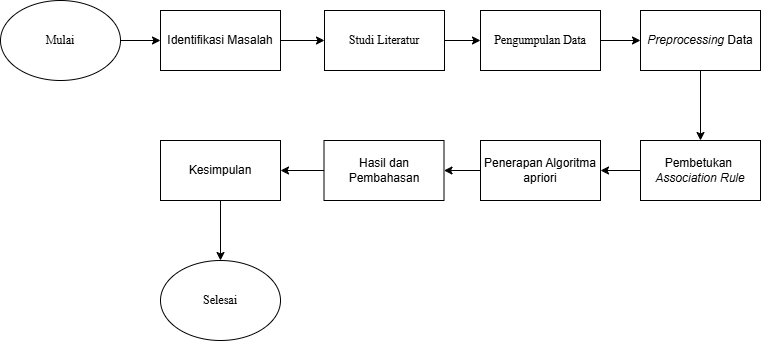 Mulai
Identifikasi Masalah
Studi Literatur
Pengumpulan Data
Preprocessing Data
Pembetukan
Association Rule
Penerapan Algoritma
apriori
Hasil dan
Pembahasan
Kesimpulan
Selesai